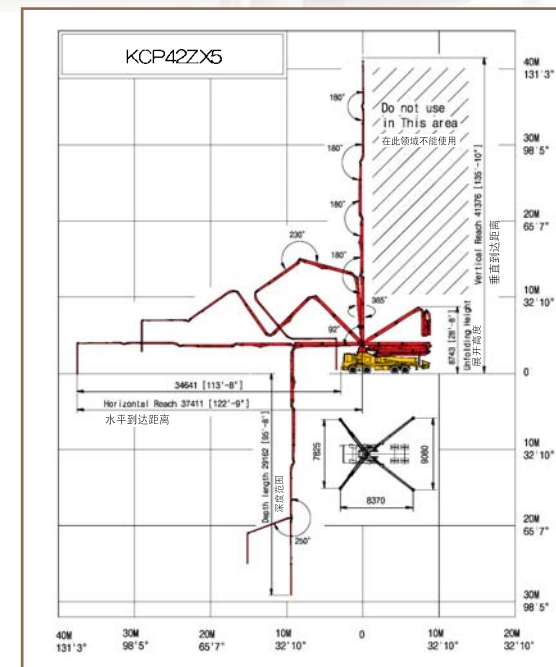 KCP42ZX5
40M
131'3"
180°
Do not use
in This area
在此领域不能使用
30M
98'5"
180°
Vertical Reach 41376 [135'-10"]
垂直到达距离
180°
20M
65'7"
230°
180°
10M
32'10"
365°
92°
8743 [28'-8"]
Unfolding Height
展开高度
0
34641 [113'-8"]
Horizontal Reach 37411 [122'-9"]
水平到达距离
7825
9080
8370
10M
32'10"
Depth length 29162 [95'-8"]
深度范围
250°
20M
65'7"
30M
98'5"
40M
131'3"
30M
98'5"
20M
65'7"
10M
32'10"
0
10M
32'10"
20M
32'10"